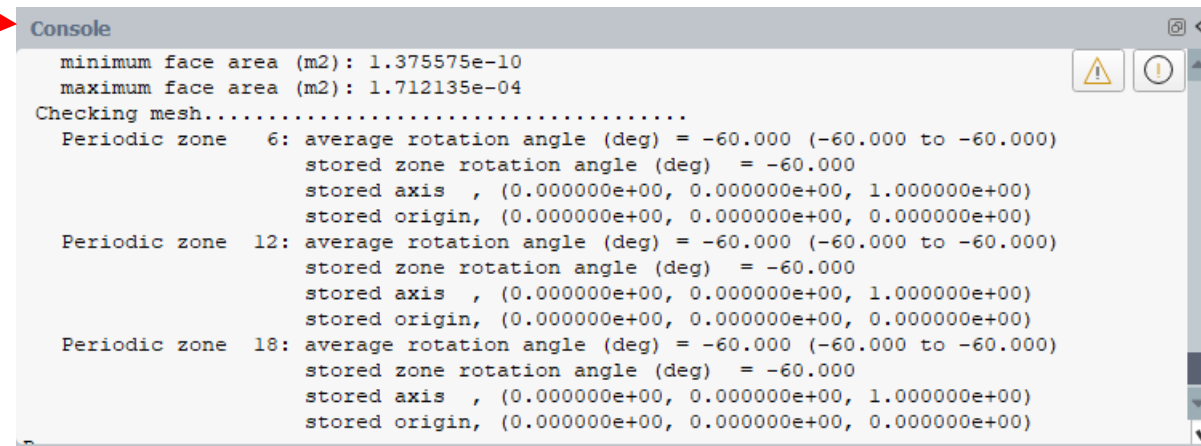 Console
minimum face area (m2): 1.375575e-10
maximum face area (m2): 1.712135e-04
Checking mesh......................................
Periodic zone   6: average rotation angle (deg) = -60.000 (-60.000 to -60.000)
stored zone rotation angle (deg)  = -60.000
stored axis  , (0.000000e+00, 0.000000e+00, 1.000000e+00)
stored origin, (0.000000e+00, 0.000000e+00, 0.000000e+00)
Periodic zone  12: average rotation angle (deg) = -60.000 (-60.000 to -60.000)
stored zone rotation angle (deg)  = -60.000
stored axis  , (0.000000e+00, 0.000000e+00, 1.000000e+00)
stored origin, (0.000000e+00, 0.000000e+00, 0.000000e+00)
Periodic zone  18: average rotation angle (deg) = -60.000 (-60.000 to -60.000)
stored zone rotation angle (deg)  = -60.000
stored axis  , (0.000000e+00, 0.000000e+00, 1.000000e+00)
stored origin, (0.000000e+00, 0.000000e+00, 0.000000e+00)